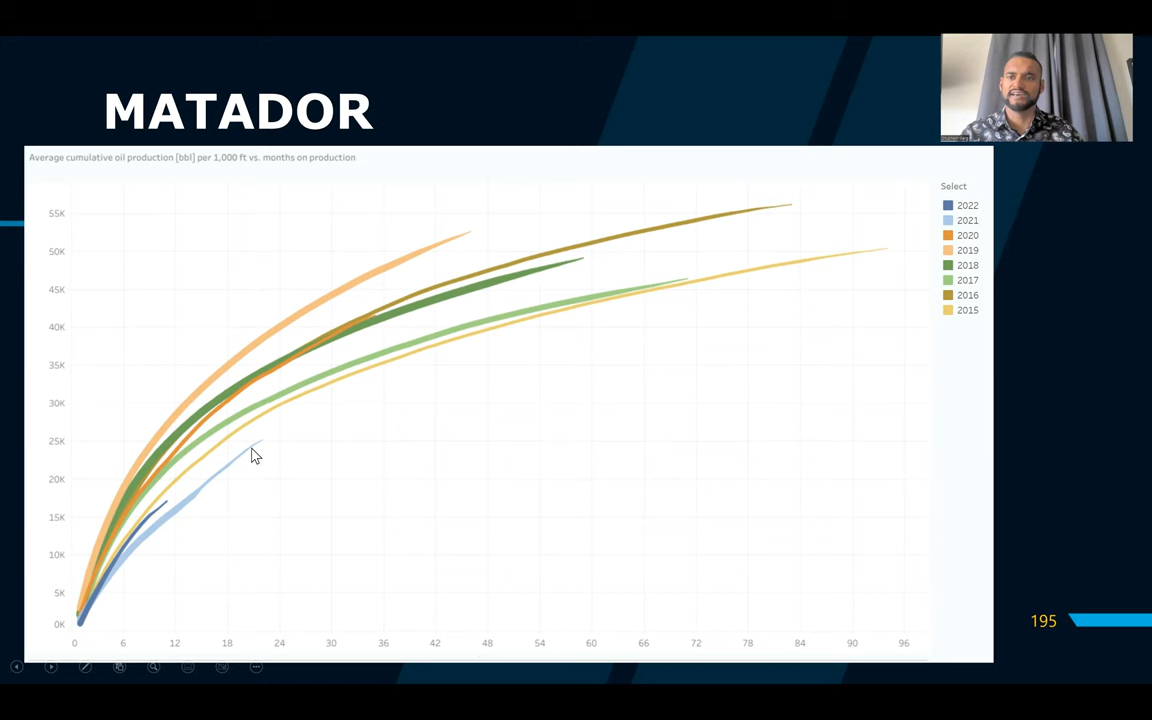 MATADOR
Average cumulative oil production [bbl] per 1,000 ft vs. months on production
Select
2022
2021
2020
2019
2018
2017
2016
2015
55K
50K
45K
40K
35K
30K
25K
20K
15K
10K
5K
0K
0 6 12 18 24 30 36 42 48 54 60 66 72 78 84 90 96
195